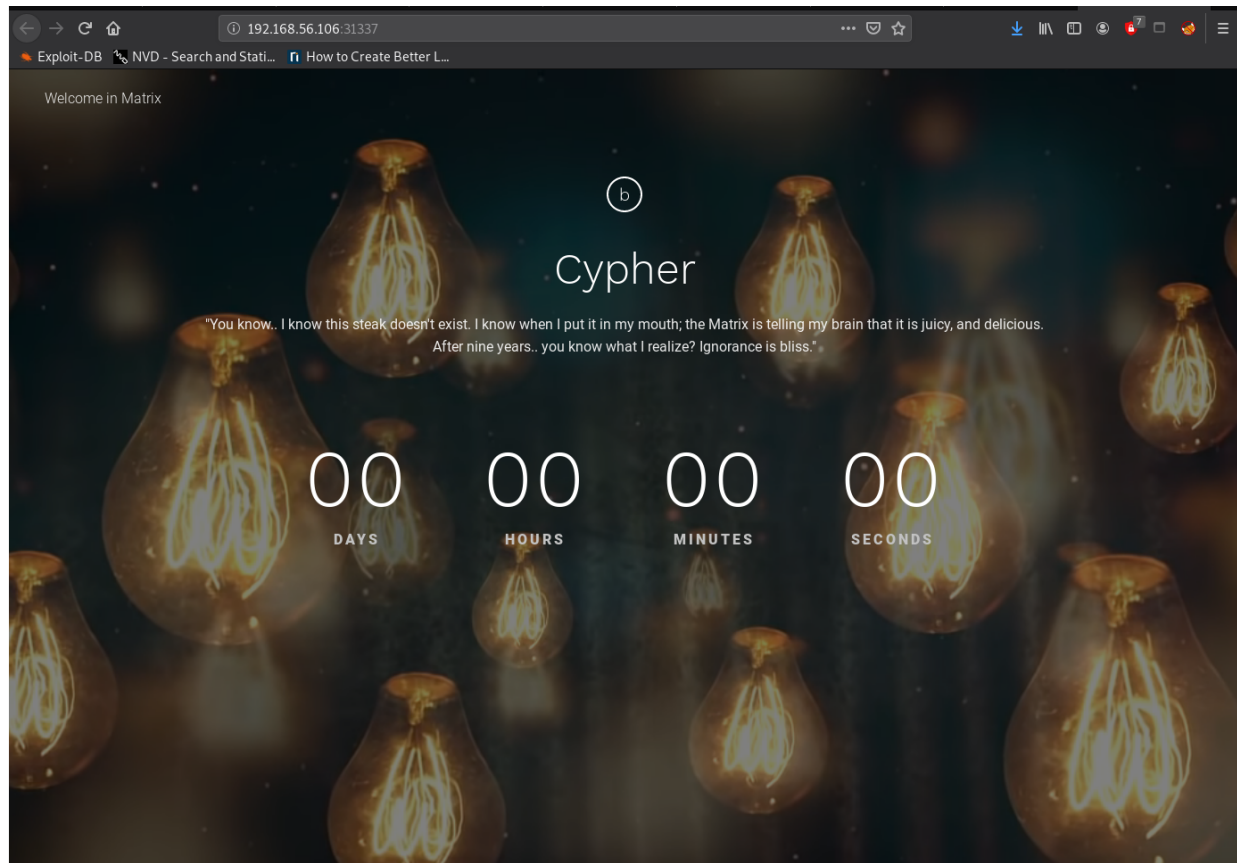 192.168.56.106:31337
7
Exploit-DB NVD - Search and Stati... How to Create Better L...
Welcome in Matrix
b
Cypher
"You know.. I know this steak doesn't exist. I know when I put it in my mouth; the Matrix is telling my brain that it is juicy, and delicious.
After nine years.. you know what I realize? Ignorance is bliss."
00 00 00 00
DAYS HOURS MINUTES SECONDS